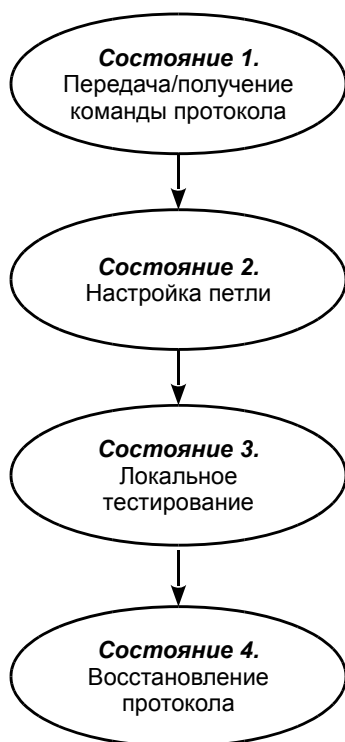 Состояние 1.
Передача/получение
команды протокола
Состояние 2.
Настройка петли
Состояние 3.
Локальное
тестирование
Состояние 4.
Восстановление
протокола